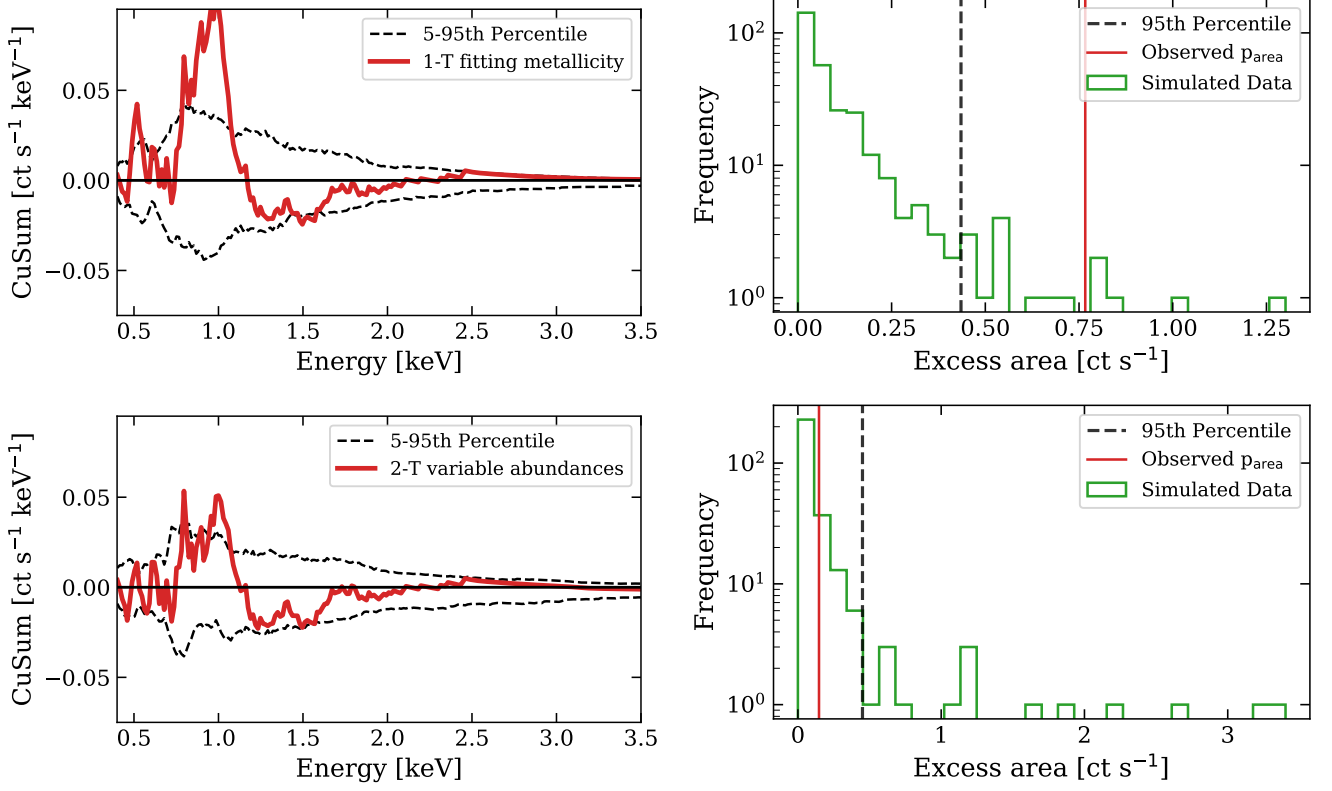 CuSum [ct s⁻¹ keV⁻¹]
0.05
0.00
−0.05
5-95th Percentile
1-T fitting metallicity
0.5 1.0 1.5 2.0 2.5 3.0 3.5
Energy [keV]
Frequency
10²
10¹
10⁰
95th Percentile
Observed p_area
Simulated Data
0.00 0.25 0.50 0.75 1.00 1.25
Excess area [ct s⁻¹]
CuSum [ct s⁻¹ keV⁻¹]
0.05
0.00
−0.05
5-95th Percentile
2-T variable abundances
0.5 1.0 1.5 2.0 2.5 3.0 3.5
Energy [keV]
Frequency
10²
10¹
10⁰
95th Percentile
Observed p_area
Simulated Data
0 1 2 3
Excess area [ct s⁻¹]